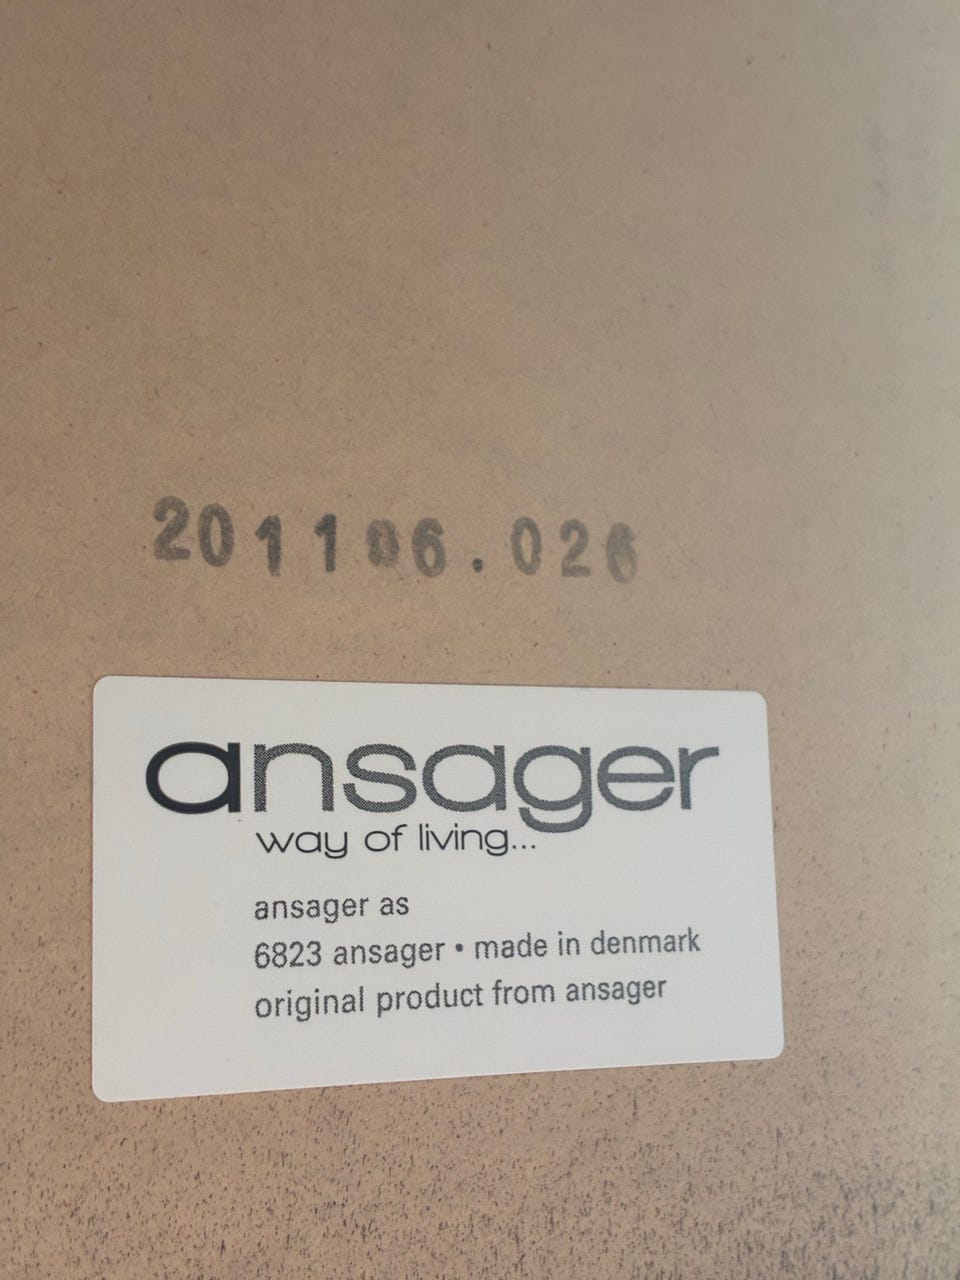 201106.026
ansager
way of living...
ansager as
6823 ansager • made in denmark
original product from ansager